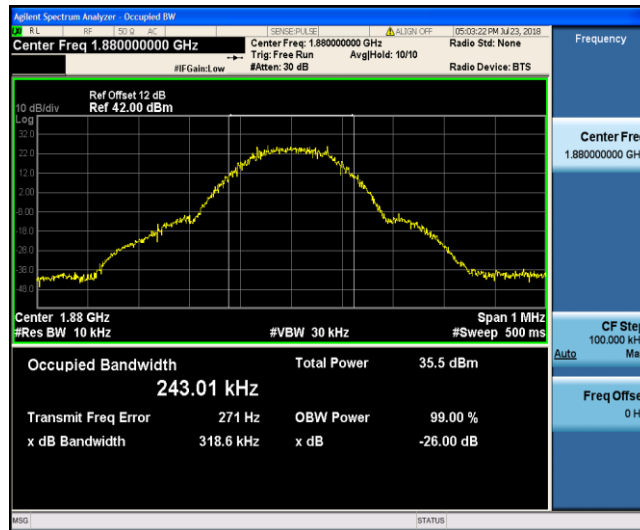 Agilent Spectrum Analyzer - Occupied BW
RL RF 50 Ω AC SENSE:PULSE ALIGN OFF 05:03:22 PM Jul 23, 2018
Center Freq 1.880000000 GHz
Center Freq: 1.880000000 GHz
Radio Std: None
Trig: Free Run Avg|Hold: 10/10
#IFGain:Low
#Atten: 30 dB
Radio Device: BTS
Frequency
Ref Offset 12 dB
10 dB/div Ref 42.00 dBm
Log
32.0
22.0
12.0
2.00
-8.00
-18.0
-28.0
-38.0
-48.0
Center 1.88 GHz Span 1 MHz
#Res BW 10 kHz #VBW 30 kHz #Sweep 500 ms
Center Freq
1.880000000 GH
CF Step
100.000 kH
Auto Ma
Freq Offse
0 H
Occupied Bandwidth Total Power 35.5 dBm
243.01 kHz
Transmit Freq Error 271 Hz OBW Power 99.00 %
x dB Bandwidth 318.6 kHz x dB -26.00 dB
MSG STATUS